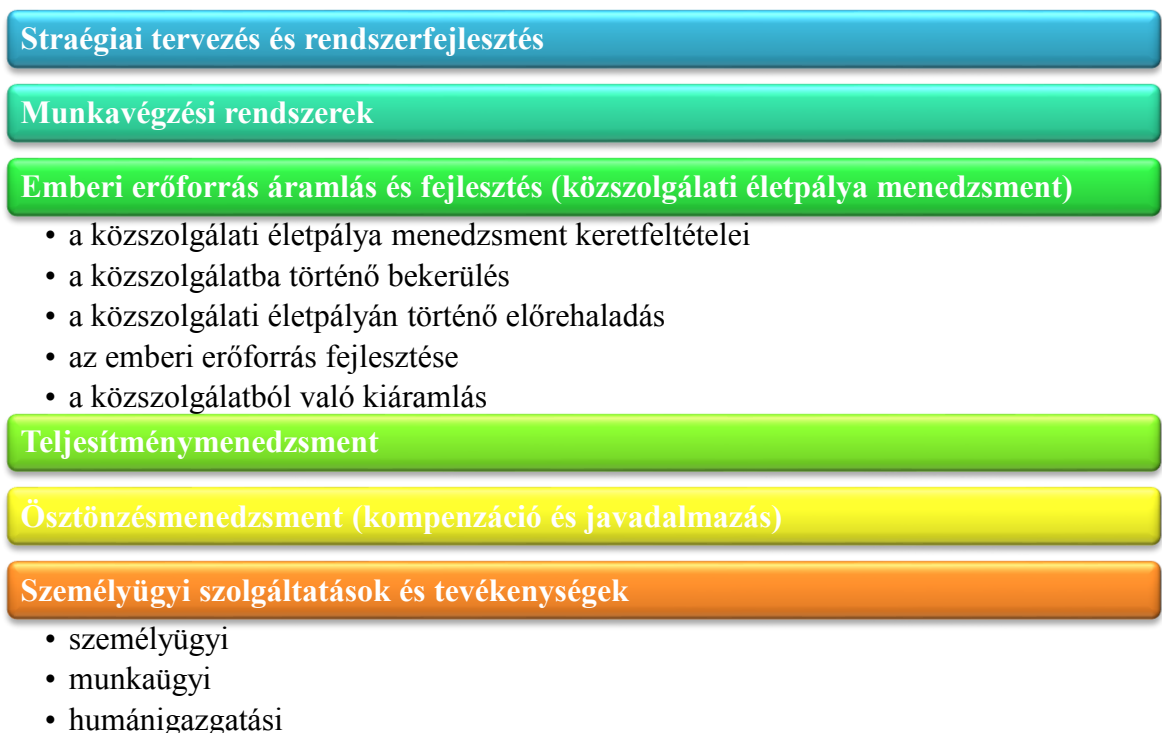 Straégiai tervezés és rendszerfejlesztés
Munkavégzési rendszerek
Emberi erőforrás áramlás és fejlesztés (közszolgálati életpálya menedzsment)
• a közszolgálati életpálya menedzsment keretfeltételei
• a közszolgálatba történő bekerülés
• a közszolgálati életpályán történő előrehaladás
• az emberi erőforrás fejlesztése
• a közszolgálatból való kiáramlás
Teljesítménymenedzsment
Ösztönzésmenedzsment (kompenzáció és javadalmazás)
Személyügyi szolgáltatások és tevékenységek
• személyügyi
• munkaügyi
• humánigazgatási